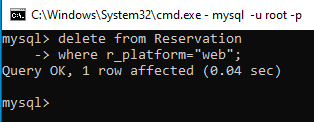 C:\Windows\System32\cmd.exe - mysql -u root -p
mysql> delete from Reservation
-> where r_platform="web";
Query OK, 1 row affected (0.04 sec)
mysql>